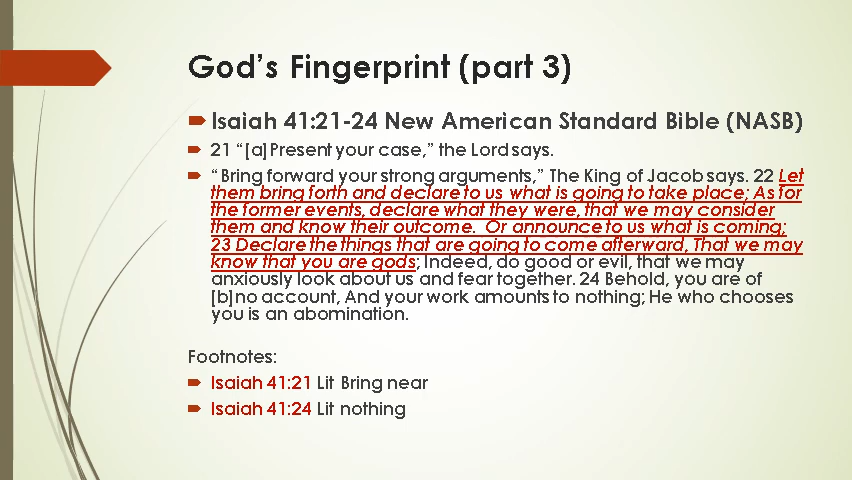 God’s Fingerprint (part 3)
Isaiah 41:21-24 New American Standard Bible (NASB)
21 “[a]Present your case,” the Lord says.
“Bring forward your strong arguments,” The King of Jacob says. 22 Let
them bring forth and declare to us what is going to take place; As for
the former events, declare what they were, that we may consider
them and know their outcome. Or announce to us what is coming;
23 Declare the things that are going to come afterward, That we may
know that you are gods; Indeed, do good or evil, that we may
anxiously look about us and fear together. 24 Behold, you are of
[b]no account, And your work amounts to nothing; He who chooses
you is an abomination.
Footnotes:
Isaiah 41:21 Lit Bring near
Isaiah 41:24 Lit nothing